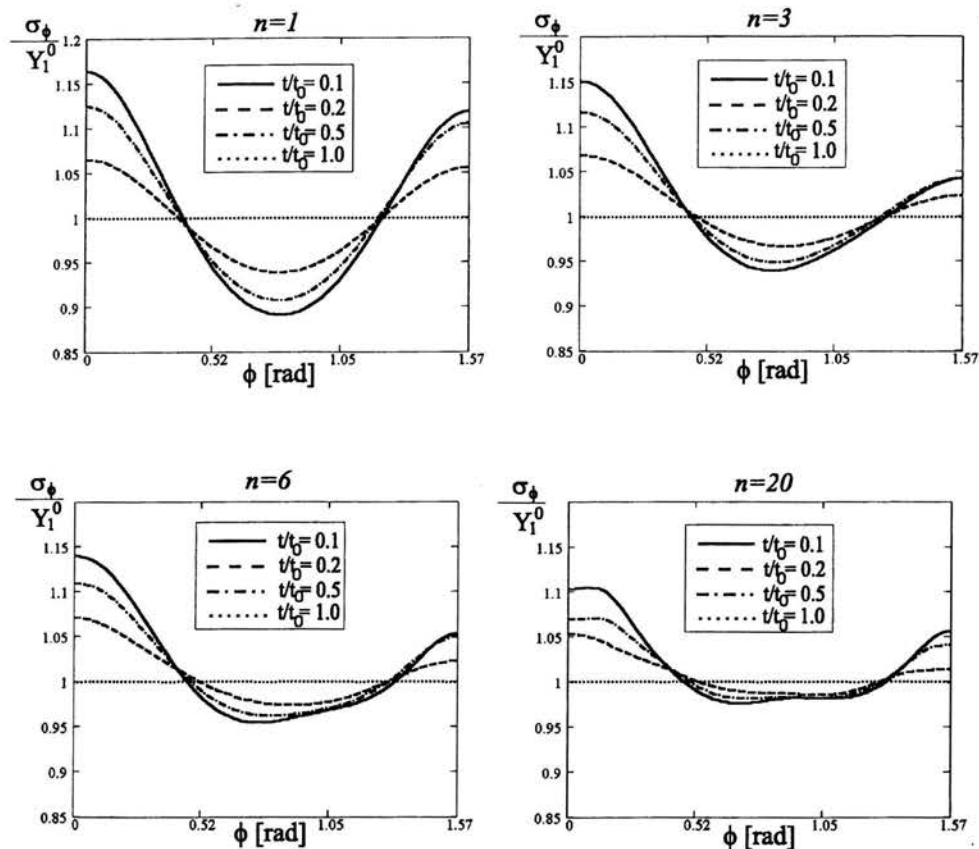 n=1
σϕ
Y₁⁰
1.2
1.15
1.1
1.05
1
0.95
0.9
0.85
t/t₀= 0.1
t/t₀= 0.2
t/t₀= 0.5
t/t₀= 1.0
0
0.52
1.05
1.57
ϕ [rad]
n=3
σϕ
Y₁⁰
1.15
1.1
1.05
1
0.95
0.9
0.85
t/t₀= 0.1
t/t₀= 0.2
t/t₀= 0.5
t/t₀= 1.0
0
0.52
1.05
1.57
ϕ [rad]
n=6
σϕ
Y₁⁰
1.15
1.1
1.05
1
0.95
0.9
0.85
t/t₀= 0.1
t/t₀= 0.2
t/t₀= 0.5
t/t₀= 1.0
0
0.52
1.05
1.57
ϕ [rad]
n=20
σϕ
Y₁⁰
1.15
1.1
1.05
1
0.95
0.9
0.85
t/t₀= 0.1
t/t₀= 0.2
t/t₀= 0.5
t/t₀= 1.0
0
0.52
1.05
1.57
ϕ [rad]